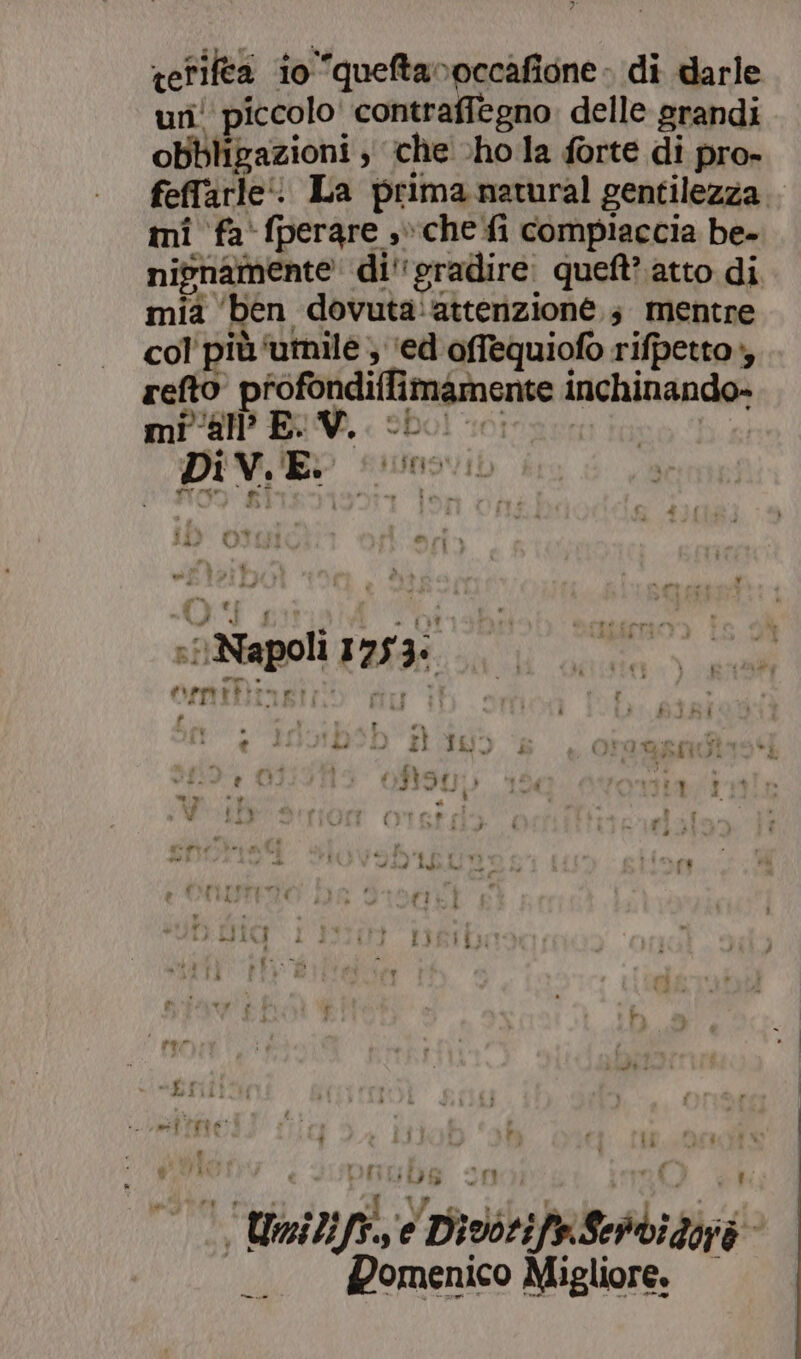 io questa occasione di darle
un piccolo contrassegno delle grandi
obbligazioni, che ho la sorte di pro-
fessarle. La prima natural gentilezza
mi fa sperare, che si compiaccia be-
nignamente di gradire quest' atto di
mia ben dovuta attenzione; mentre
col più umile, ed ossequioso rispetto,
resto profondissimamente inchinando-
mi all' E. V.
Di V. E.
Napoli 1753.
Umiliss., e Divotiss. Servidore
Domenico Migliore.